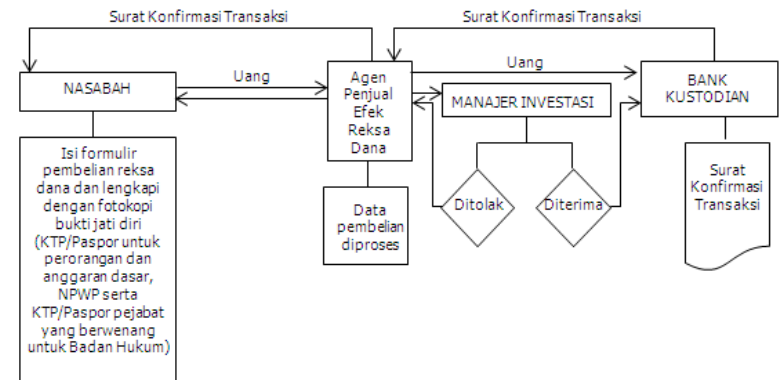 Surat Konfirmasi Transaksi
Surat Konfirmasi Transaksi
NASABAH
Uang
Agen
Penjual
Efek
Reksa
Dana
Uang
MANAJER INVESTASI
BANK
KUSTODIAN
Isi formulir
pembelian reksa
dana dan lengkapi
dengan fotokopi
bukti jati diri
(KTP/Paspor untuk
perorangan dan
anggaran dasar,
NPWP serta
KTP/Paspor pejabat
yang berwenang
untuk Badan Hukum)
Data
pembelian
diproses
Ditolak
Diterima
Surat
Konfirmasi
Transaksi